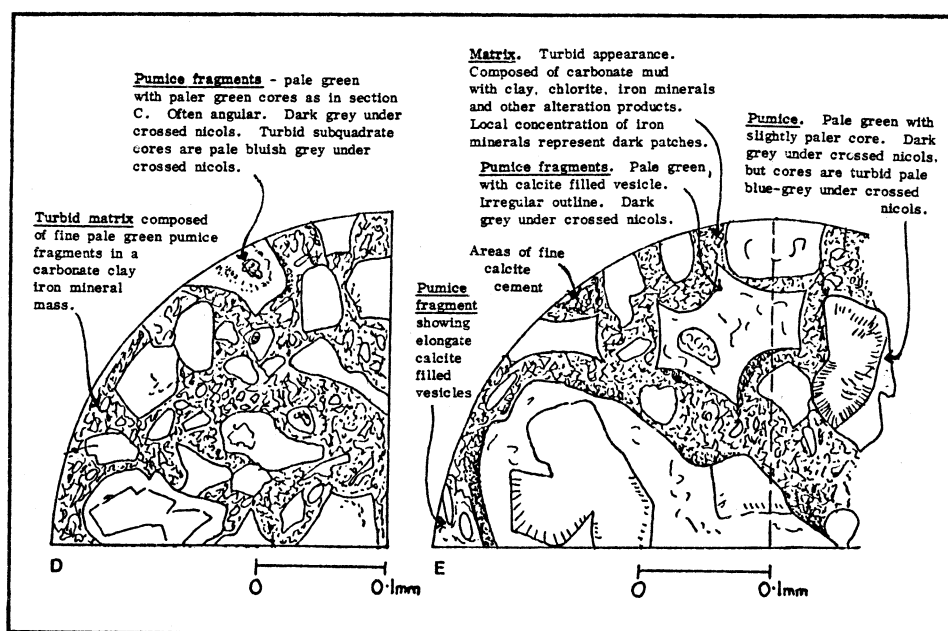 Pumice fragments - pale green
with paler green cores as in section
C. Often angular. Dark grey under
crossed nicols. Turbid subquadrate
cores are pale bluish grey under
crossed nicols.
Turbid matrix composed
of fine pale green pumice
fragments in a
carbonate clay
iron mineral
mass.
D
0 0·1mm
Matrix. Turbid appearance.
Composed of carbonate mud
with clay, chlorite, iron minerals
and other alteration products.
Local concentration of iron
minerals represent dark patches.
Pumice fragments. Pale green,
with calcite filled vesicle.
Irregular outline. Dark
grey under crossed nicols.
Pumice. Pale green with
slightly paler core. Dark
grey under crossed nicols,
but cores are turbid pale
blue-grey under crossed
nicols.
Areas of fine
calcite
cement
Pumice
fragment
showing
elongate
calcite
filled
vesicles
E
0 0·1mm